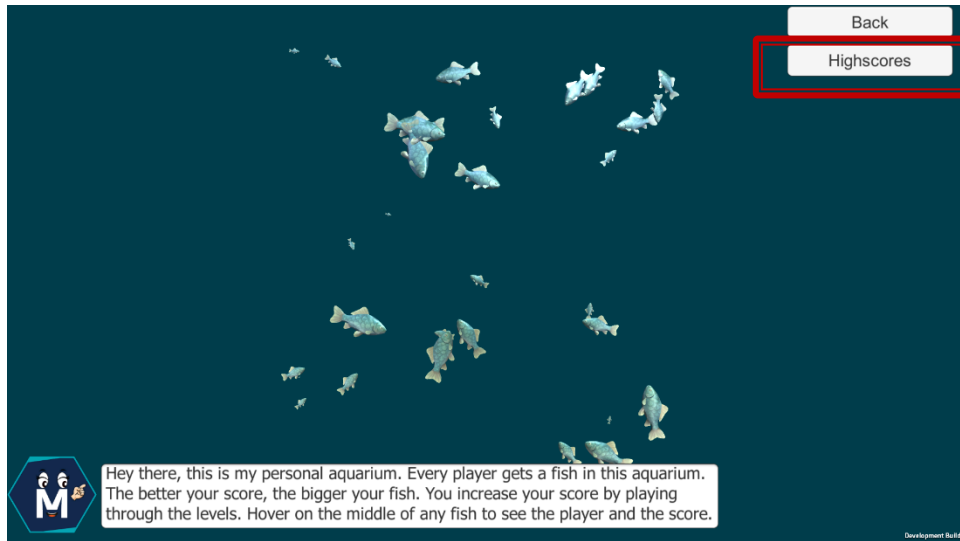 Back
Highscores
Hey there, this is my personal aquarium. Every player gets a fish in this aquarium.
The better your score, the bigger your fish. You increase your score by playing
through the levels. Hover on the middle of any fish to see the player and the score.
M
Development Build